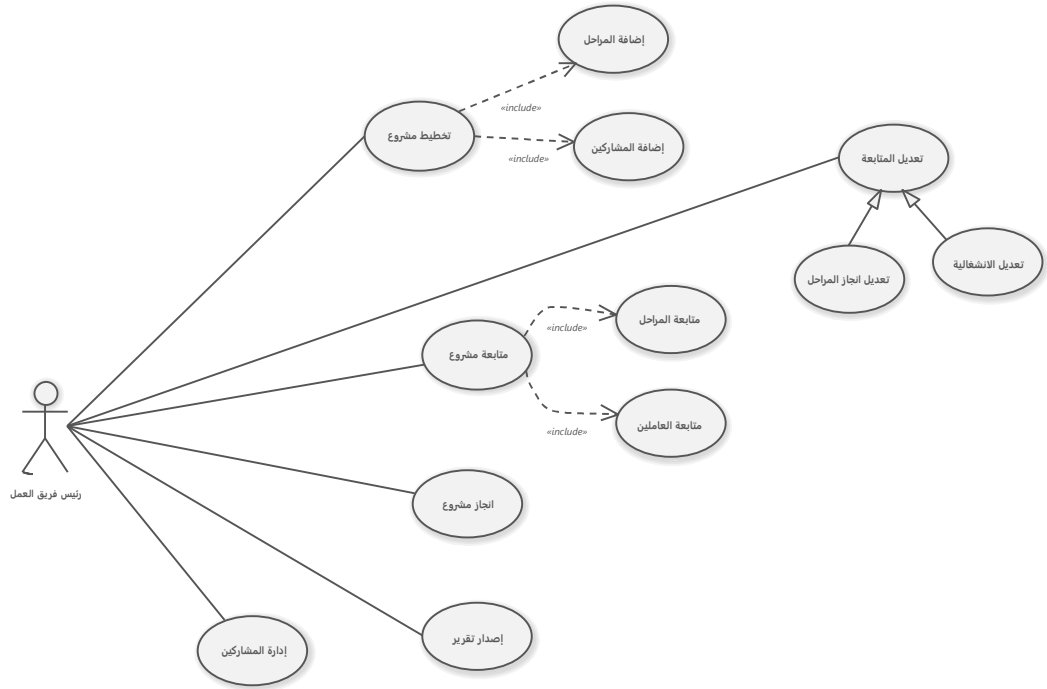 إضافة المراحل
«include»
تخطيط مشروع
إضافة المشاركين
«include»
تعديل المتابعة
تعديل الانشغالية
تعديل انجاز المراحل
متابعة المراحل
«include»
متابعة مشروع
متابعة العاملين
«include»
رئيس فريق العمل
انجاز مشروع
إصدار تقرير
إدارة المشاركين